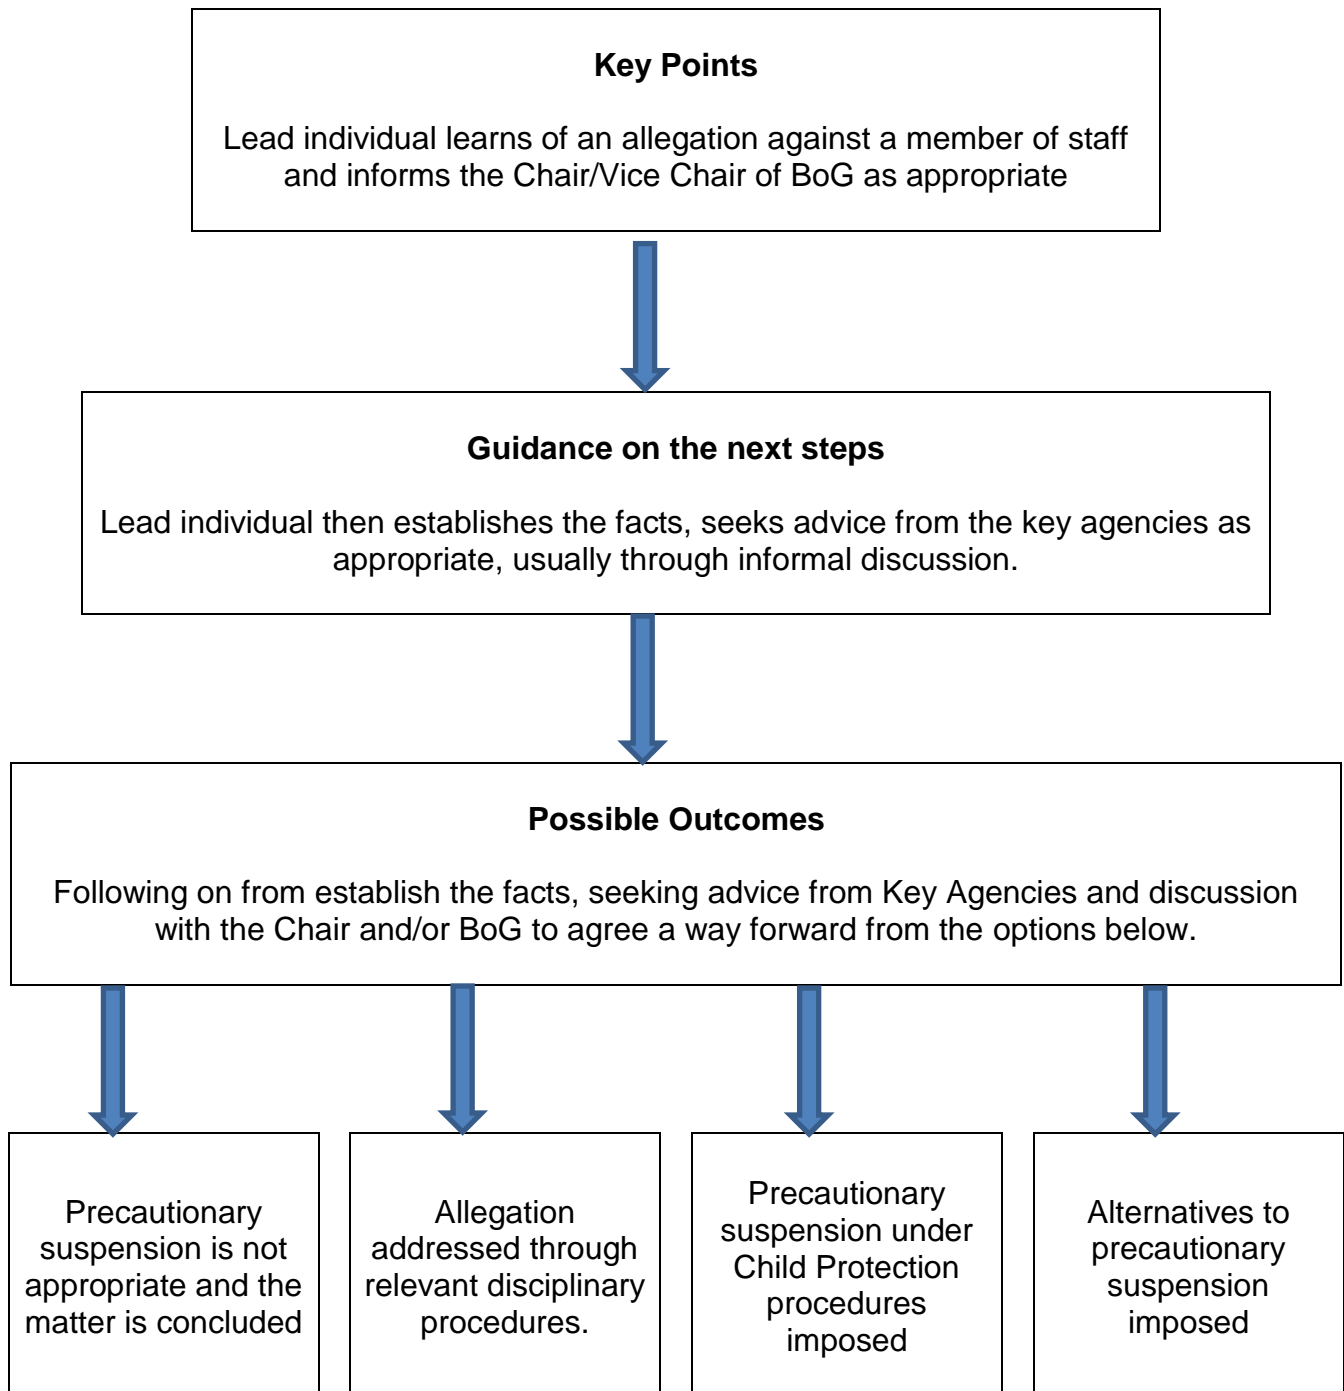 Key Points
Lead individual learns of an allegation against a member of staff
and informs the Chair/Vice Chair of BoG as appropriate
Guidance on the next steps
Lead individual then establishes the facts, seeks advice from the key agencies as
appropriate, usually through informal discussion.
Possible Outcomes
Following on from establish the facts, seeking advice from Key Agencies and discussion
with the Chair and/or BoG to agree a way forward from the options below.
Precautionary
suspension is not
appropriate and the
matter is concluded
Allegation
addressed through
relevant disciplinary
procedures.
Precautionary
suspension under
Child Protection
procedures
imposed
Alternatives to
precautionary
suspension
imposed